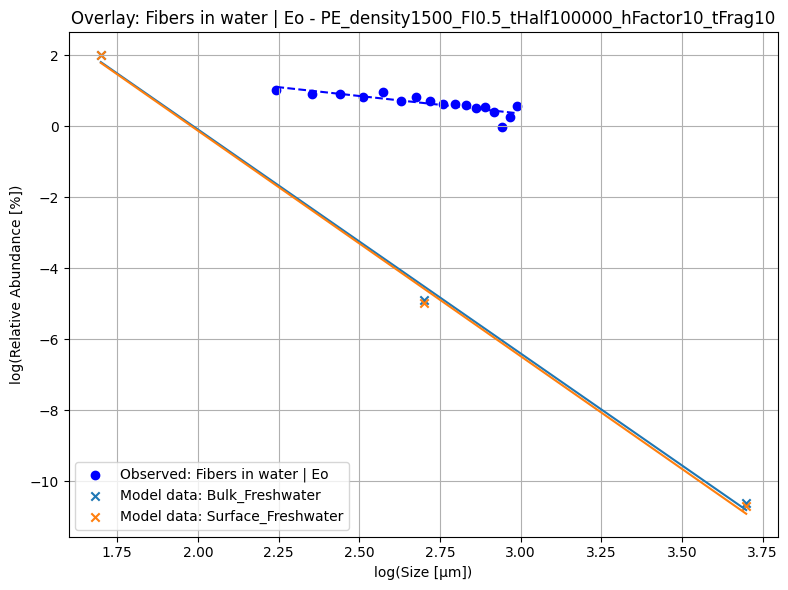 Overlay: Fibers in water | Eo - PE_density1500_FI0.5_tHalf100000_hFactor10_tFrag10
log(Relative Abundance [%])
2
0
−2
−4
−6
−8
−10
Observed: Fibers in water | Eo
Model data: Bulk_Freshwater
Model data: Surface_Freshwater
1.75 2.00 2.25 2.50 2.75 3.00 3.25 3.50 3.75
log(Size [μm])